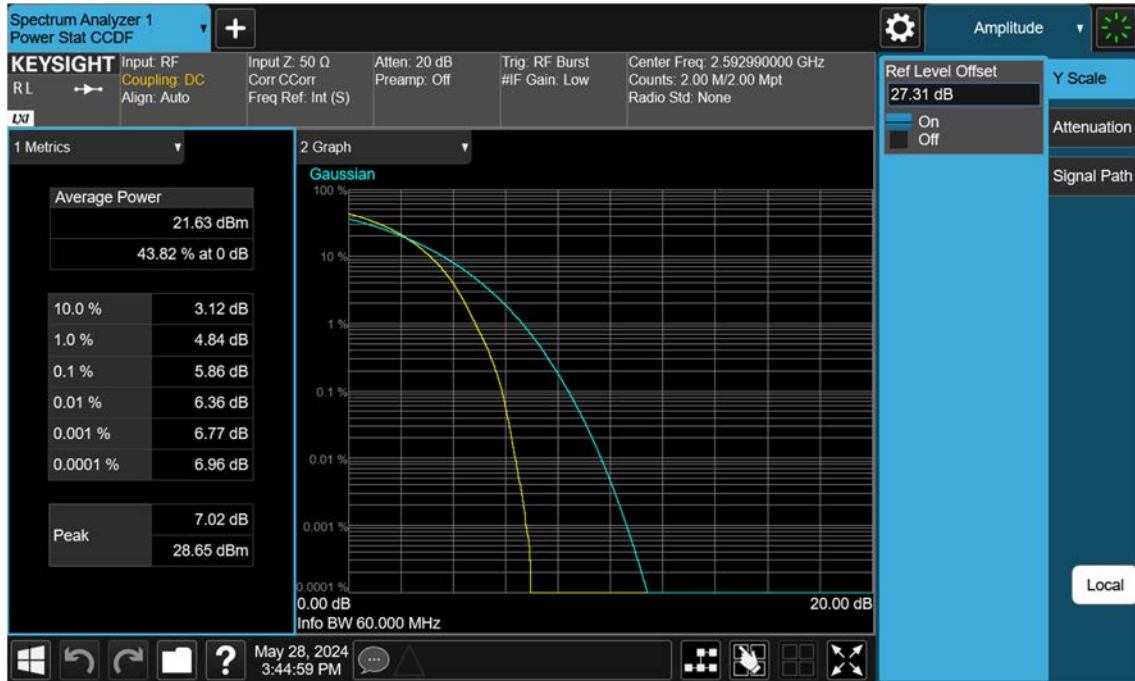 Spectrum Analyzer 1
Power Stat CCDF
+
Amplitude
KEYSIGHT
R L
LXI
Input: RF
Coupling: DC
Align: Auto
Input Z: 50 Ω
Corr CCorr
Freq Ref: Int (S)
Atten: 20 dB
Preamp: Off
Trig: RF Burst
#IF Gain: Low
Center Freq: 2.592990000 GHz
Counts: 2.00 M/2.00 Mpt
Radio Std: None
Ref Level Offset
27.31 dB
On
Off
Y Scale
Attenuation
Signal Path
1 Metrics
Average Power
21.63 dBm
43.82 % at 0 dB
10.0 % 3.12 dB
1.0 % 4.84 dB
0.1 % 5.86 dB
0.01 % 6.36 dB
0.001 % 6.77 dB
0.0001 % 6.96 dB
Peak
7.02 dB
28.65 dBm
2 Graph
Gaussian
100 %
10 %
1 %
0.1 %
0.01 %
0.001 %
0.0001 %
0.00 dB 20.00 dB
Info BW 60.000 MHz
Local
?
May 28, 2024
3:44:59 PM